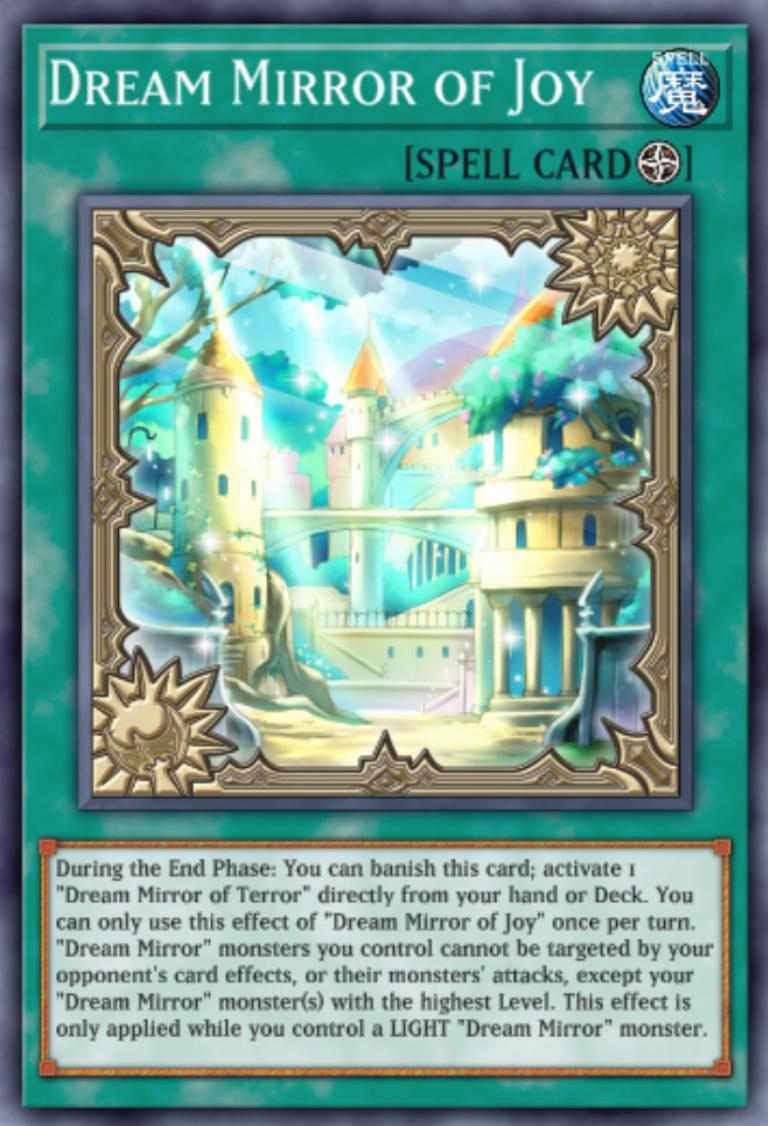 DREAM MIRROR OF JOY
SPELL
魔
[SPELL CARD]
During the End Phase: You can banish this card; activate 1
"Dream Mirror of Terror" directly from your hand or Deck. You
can only use this effect of "Dream Mirror of Joy" once per turn.
"Dream Mirror" monsters you control cannot be targeted by your
opponent's card effects, or their monsters' attacks, except your
"Dream Mirror" monster(s) with the highest Level. This effect is
only applied while you control a LIGHT "Dream Mirror" monster.